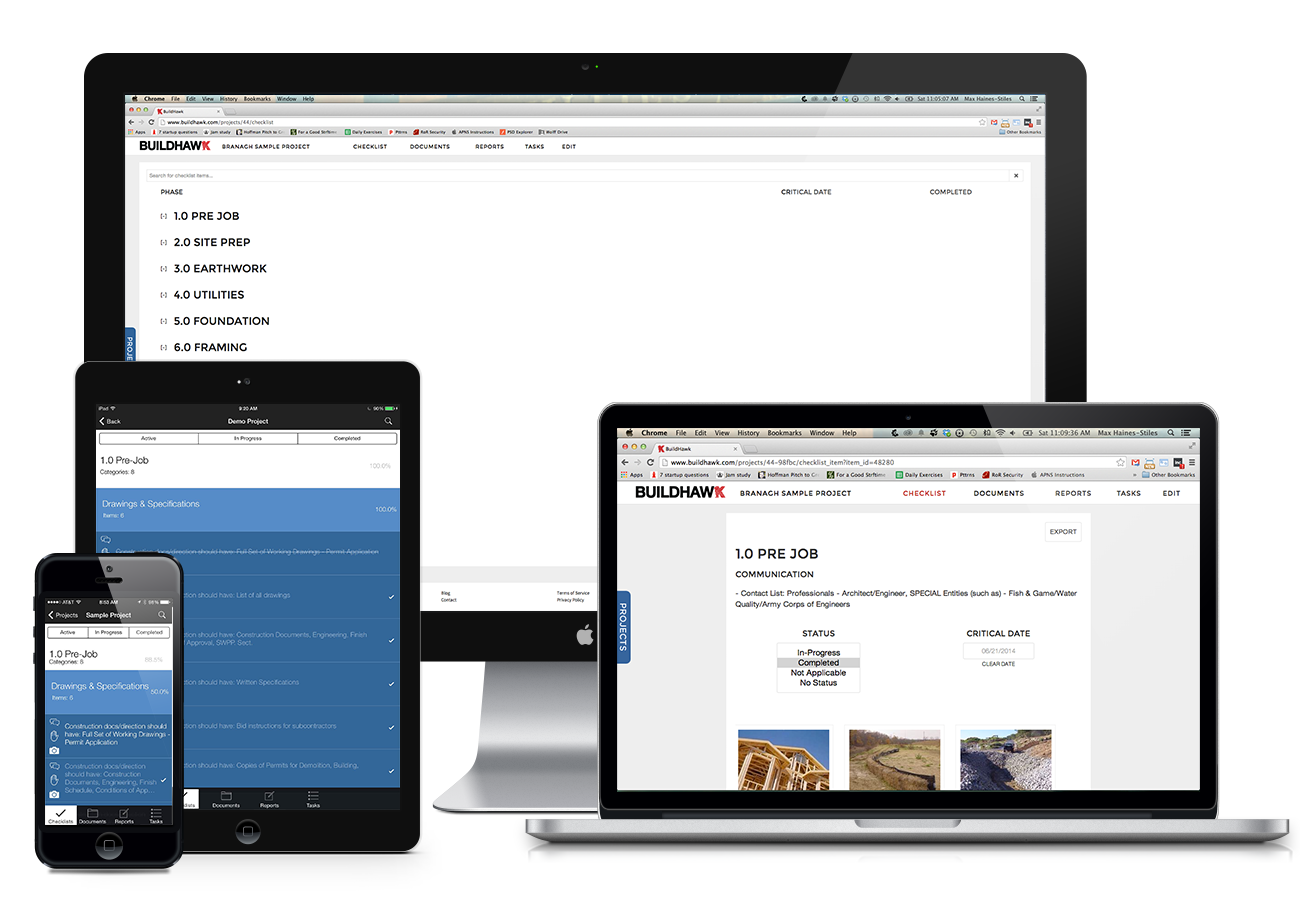 Chrome File Edit View History Bookmarks Window Help
Sat 11:05:07 AM Max Haines-Stiles
BuildHawk
www.buildhawk.com/projects/44/checklist
Apps 7 startup questions Jam study Hoffman Pitch to G For a Good Strftime Daily Exercises Pttrns RoR Security APNS Instructions PSD Explorer Wolff Drive Other Bookmarks
BUILDHAWK BRANAGH SAMPLE PROJECT CHECKLIST DOCUMENTS REPORTS TASKS EDIT
Search for checklist items...
PHASE CRITICAL DATE COMPLETED
[-] 1.0 PRE JOB
[-] 2.0 SITE PREP
[-] 3.0 EARTHWORK
[-] 4.0 UTILITIES
[-] 5.0 FOUNDATION
[-] 6.0 FRAMING
PROJE
Blog Terms of Service
Contact Privacy Policy
iPad 9:20 AM 90%
Back Demo Project
Active In Progress Completed
1.0 Pre-Job
Categories: 8
100.0%
Drawings & Specifications
Items: 6
100.0%
Construction docs/direction should have: Full Set of Working Drawings - Permit Application
should have: List of all drawings
should have: Construction Documents, Engineering, Finish
Approval, SWPP, Sect.
should have: Written Specifications
should have: Bid instructions for subcontractors
should have: Copies of Permits for Demolition, Building,
Documents Reports Tasks
AT&T 8:53 AM 98%
Projects Sample Project
Active In Progress Completed
1.0 Pre-Job
Categories: 8
Drawings & Specifications
Items: 6
50.0%
Construction docs/direction should
have: Full Set of Working Drawings -
Permit Application
Construction docs/direction
should have: Construction
Documents, Engineering, Finish
Schedule, Conditions of App...
Checklists Documents Reports Tasks
Chrome File Edit View History Bookmarks Window Help
Sat 11:09:36 AM Max Haines-Stiles
BuildHawk
www.buildhawk.com/projects/44-98fbc/checklist_item?item_id=48280
Apps 7 startup questions Jam study Hoffman Pitch to G For a Good Strftime Daily Exercises Pttrns RoR Security APNS Instructions » Other Bookmarks
BUILDHAWK BRANAGH SAMPLE PROJECT CHECKLIST DOCUMENTS REPORTS TASKS EDIT
EXPORT
1.0 PRE JOB
COMMUNICATION
- Contact List: Professionals - Architect/Engineer, SPECIAL Entities (such as) - Fish & Game/Water
Quality/Army Corps of Engineers
PROJECTS
STATUS CRITICAL DATE
In-Progress
Completed
Not Applicable
No Status
06/21/2014
CLEAR DATE